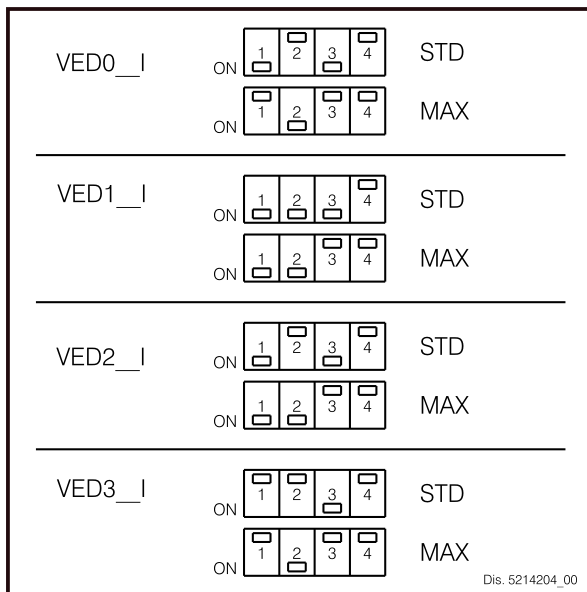 VED0__I ON 1 2 3 4 STD
ON 1 2 3 4 MAX
VED1__I ON 1 2 3 4 STD
ON 1 2 3 4 MAX
VED2__I ON 1 2 3 4 STD
ON 1 2 3 4 MAX
VED3__I ON 1 2 3 4 STD
ON 1 2 3 4 MAX
Dis. 5214204_00